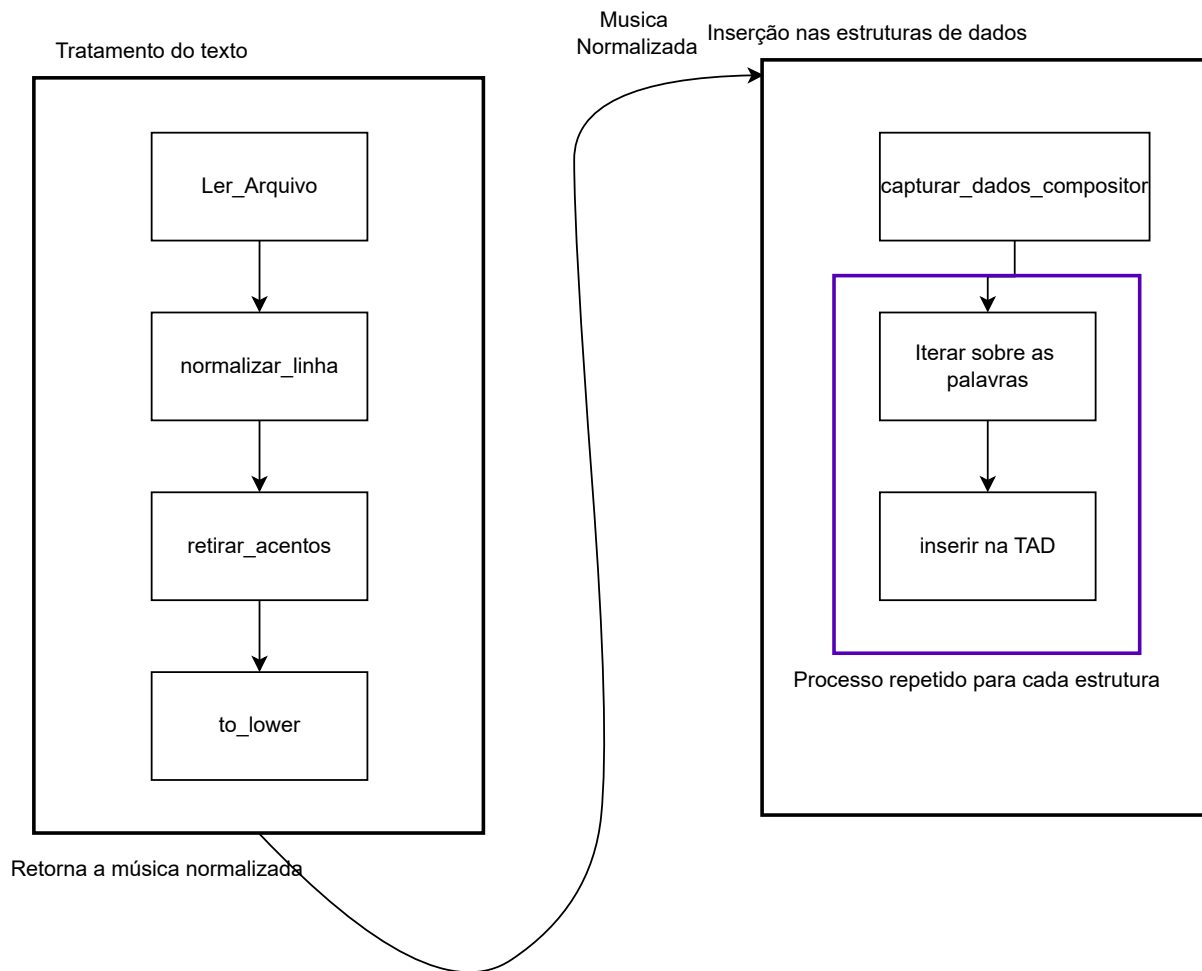 Tratamento do texto
Ler_Arquivo
normalizar_linha
retirar_acentos
to_lower
Retorna a música normalizada
Musica
Normalizada
Inserção nas estruturas de dados
capturar_dados_compositor
Iterar sobre as
palavras
inserir na TAD
Processo repetido para cada estrutura